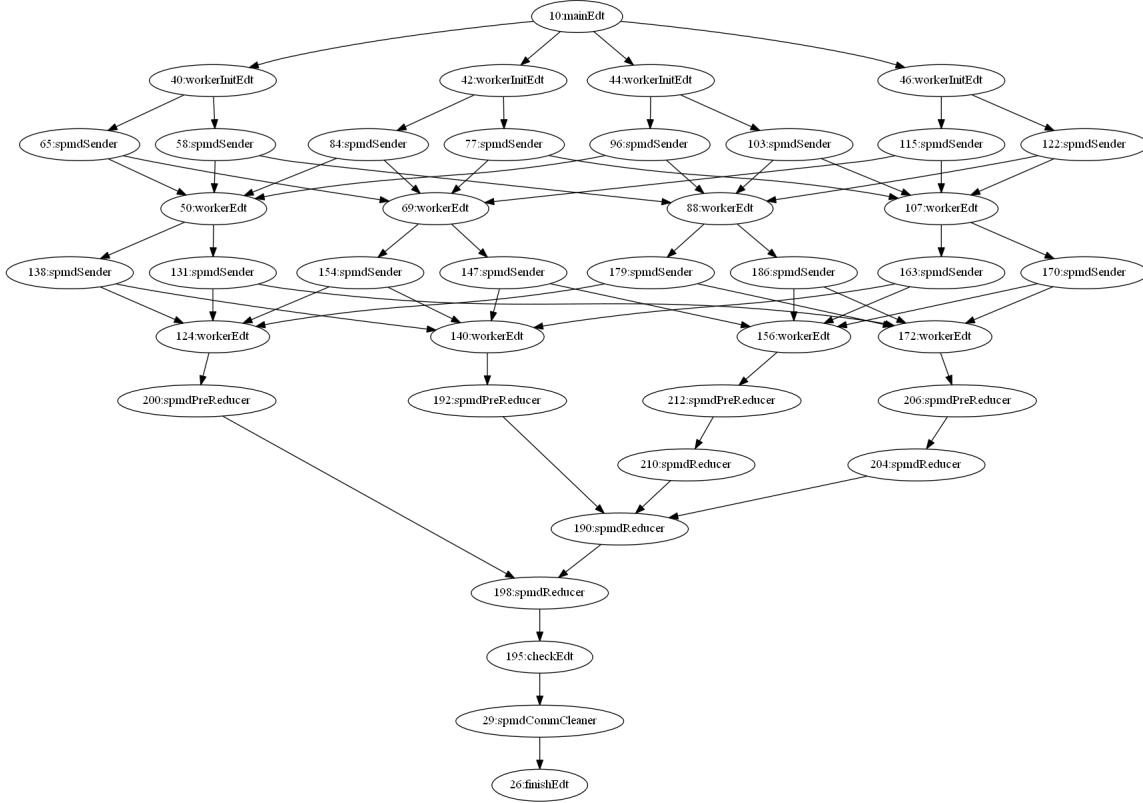 10:mainEdt
40:workerInitEdt
42:workerInitEdt
44:workerInitEdt
46:workerInitEdt
65:spmdSender
58:spmdSender
84:spmdSender
77:spmdSender
96:spmdSender
103:spmdSender
115:spmdSender
122:spmdSender
50:workerEdt
69:workerEdt
88:workerEdt
107:workerEdt
138:spmdSender
131:spmdSender
154:spmdSender
147:spmdSender
179:spmdSender
186:spmdSender
163:spmdSender
170:spmdSender
124:workerEdt
140:workerEdt
156:workerEdt
172:workerEdt
200:spmdPreReducer
192:spmdPreReducer
212:spmdPreReducer
206:spmdPreReducer
210:spmdReducer
204:spmdReducer
190:spmdReducer
198:spmdReducer
195:checkEdt
29:spmdCommCleaner
26:finishEdt